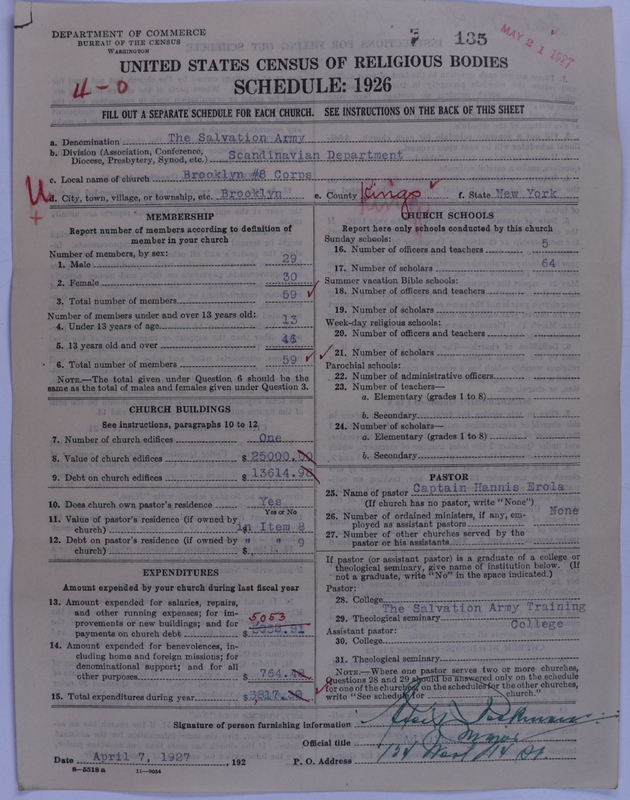 DEPARTMENT OF COMMERCE
BUREAU OF THE CENSUS
WASHINGTON
135
MAY 21 1927
UNITED STATES CENSUS OF RELIGIOUS BODIES
4-0
SCHEDULE: 1926
FILL OUT A SEPARATE SCHEDULE FOR EACH CHURCH. SEE INSTRUCTIONS ON THE BACK OF THIS SHEET
a. Denomination The Salvation Army
b. Division (Association, Conference, Diocese, Presbytery, Synod, etc.) Scandinavian Department
c. Local name of church Brooklyn #8 Corps
d. City, town, village, or township, etc. Brooklyn e. County Kings f. State New York
MEMBERSHIP
Report number of members according to definition of
member in your church
Number of members, by sex:
1. Male 29
2. Female 30
3. Total number of members 59
Number of members under and over 13 years old:
4. Under 13 years of age 13
5. 13 years old and over 46
6. Total number of members 59
NOTE.—The total given under Question 6 should be the
same as the total of males and females given under Question 3.
CHURCH BUILDINGS
See instructions, paragraphs 10 to 12
7. Number of church edifices One
8. Value of church edifices $25000.
9. Debt on church edifices $13614.98
10. Does church own pastor's residence Yes
Yes or No
11. Value of pastor's residence (if owned by
church) in Item 8
12. Debt on pastor's residence (if owned by " " 9
church) $
EXPENDITURES
Amount expended by your church during last fiscal year
13. Amount expended for salaries, repairs,
and other running expenses; for im-
provements or new buildings; and for 5053
payments on church debt $
14. Amount expended for benevolences, in-
cluding home and foreign missions; for
denominational support; and for all
other purposes $ 764.
15. Total expenditures during year $
CHURCH SCHOOLS
Report here only schools conducted by this church
Sunday schools:
16. Number of officers and teachers 5
17. Number of scholars 64
Summer vacation Bible schools:
18. Number of officers and teachers
19. Number of scholars
Week-day religious schools:
20. Number of officers and teachers
21. Number of scholars
Parochial schools:
22. Number of administrative officers
23. Number of teachers—
a. Elementary (grades 1 to 8)
b. Secondary
24. Number of scholars—
a. Elementary (grades 1 to 8)
b. Secondary
PASTOR
25. Name of pastor Captain Hannis Erola
(If church has no pastor, write "None")
26. Number of ordained ministers, if any, em- None
ployed as assistant pastors
27. Number of other churches served by the
pastor or his assistants
If pastor (or assistant pastor) is a graduate of a college or
theological seminary, give name of institution below. (If
not a graduate, write "No" in the space indicated.)
Pastor:
28. College
The Salvation Army Training
29. Theological seminary College
Assistant pastor:
30. College
31. Theological seminary
NOTE.—Where one pastor serves two or more churches,
Questions 28 and 29 should be answered only on the schedule
for one of the churches; on the schedules for the other churches,
write "See schedule for church."
Signature of person furnishing information
Official title Major
Date April 7, 1927 , 192 P. O. Address 134 West 14 St.
8-5518 a 11-9034